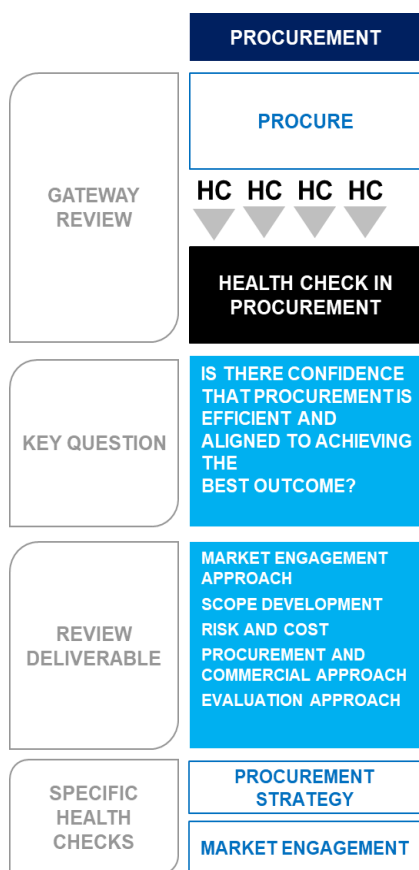 PROCUREMENT
GATEWAY
REVIEW
PROCURE
HC HC HC HC
HEALTH CHECK IN
PROCUREMENT
KEY QUESTION
IS THERE CONFIDENCE
THAT PROCUREMENT IS
EFFICIENT AND
ALIGNED TO ACHIEVING
THE
BEST OUTCOME?
REVIEW
DELIVERABLE
MARKET ENGAGEMENT
APPROACH
SCOPE DEVELOPMENT
RISK AND COST
PROCUREMENT AND
COMMERCIAL APPROACH
EVALUATION APPROACH
SPECIFIC
HEALTH
CHECKS
PROCUREMENT
STRATEGY
MARKET ENGAGEMENT